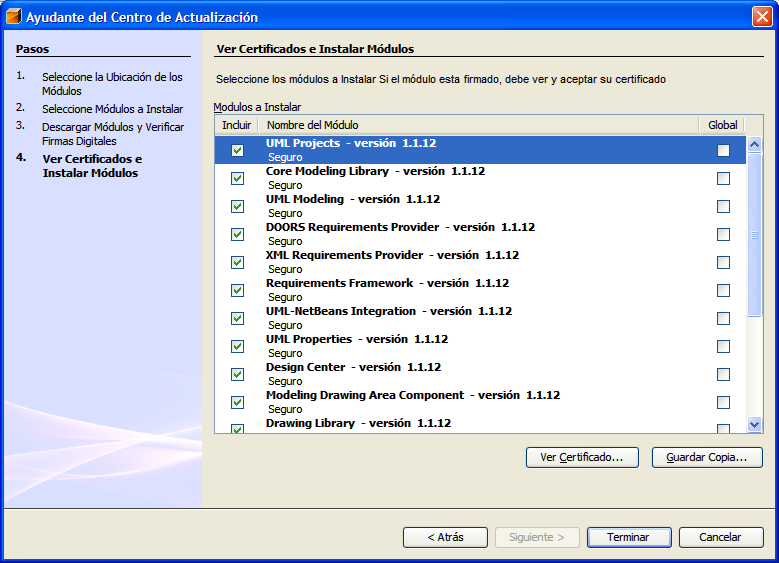 Ayudante del Centro de Actualización
Pasos
1. Seleccione la Ubicación de los
Módulos
2. Seleccione Módulos a Instalar
3. Descargar Módulos y Verificar
Firmas Digitales
4. Ver Certificados e
Instalar Módulos
Ver Certificados e Instalar Módulos
Seleccione los módulos a Instalar Si el módulo esta firmado, debe ver y aceptar su certificado
Modulos a Instalar
Incluir Nombre del Módulo Global
UML Projects - versión 1.1.12
Seguro
Core Modeling Library - versión 1.1.12
Seguro
UML Modeling - versión 1.1.12
Seguro
DOORS Requirements Provider - versión 1.1.12
Seguro
XML Requirements Provider - versión 1.1.12
Seguro
Requirements Framework - versión 1.1.12
Seguro
UML-NetBeans Integration - versión 1.1.12
Seguro
UML Properties - versión 1.1.12
Seguro
Design Center - versión 1.1.12
Seguro
Modeling Drawing Area Component - versión 1.1.12
Seguro
Drawing Library - versión 1.1.12
Ver Certificado... Guardar Copia...
< Atrás Siguiente > Terminar Cancelar